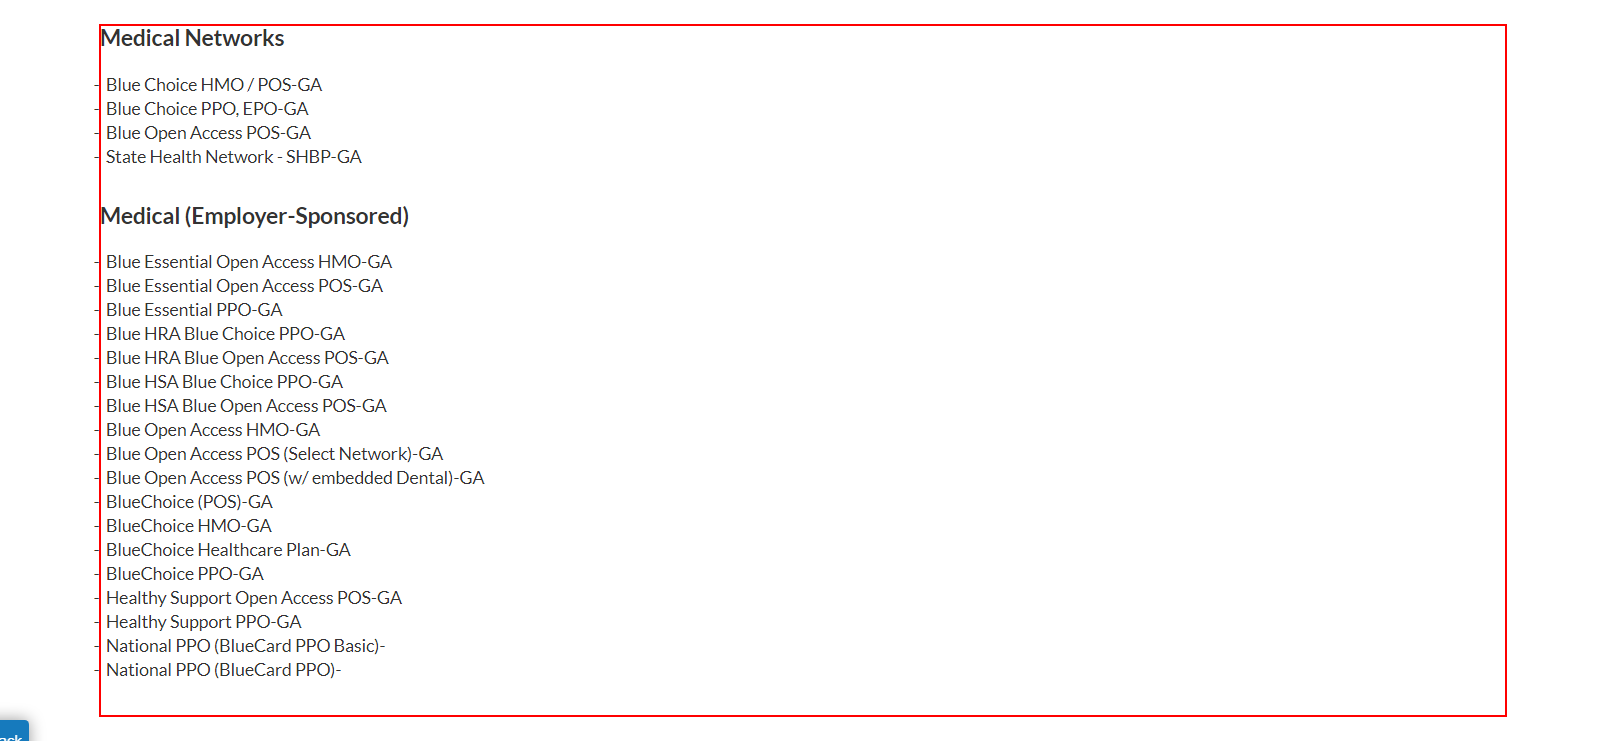 Medical Networks
- Blue Choice HMO / POS-GA
- Blue Choice PPO, EPO-GA
- Blue Open Access POS-GA
- State Health Network - SHBP-GA
Medical (Employer-Sponsored)
- Blue Essential Open Access HMO-GA
- Blue Essential Open Access POS-GA
- Blue Essential PPO-GA
- Blue HRA Blue Choice PPO-GA
- Blue HRA Blue Open Access POS-GA
- Blue HSA Blue Choice PPO-GA
- Blue HSA Blue Open Access POS-GA
- Blue Open Access HMO-GA
- Blue Open Access POS (Select Network)-GA
- Blue Open Access POS (w/ embedded Dental)-GA
- BlueChoice (POS)-GA
- BlueChoice HMO-GA
- BlueChoice Healthcare Plan-GA
- BlueChoice PPO-GA
- Healthy Support Open Access POS-GA
- Healthy Support PPO-GA
- National PPO (BlueCard PPO Basic)-
- National PPO (BlueCard PPO)-